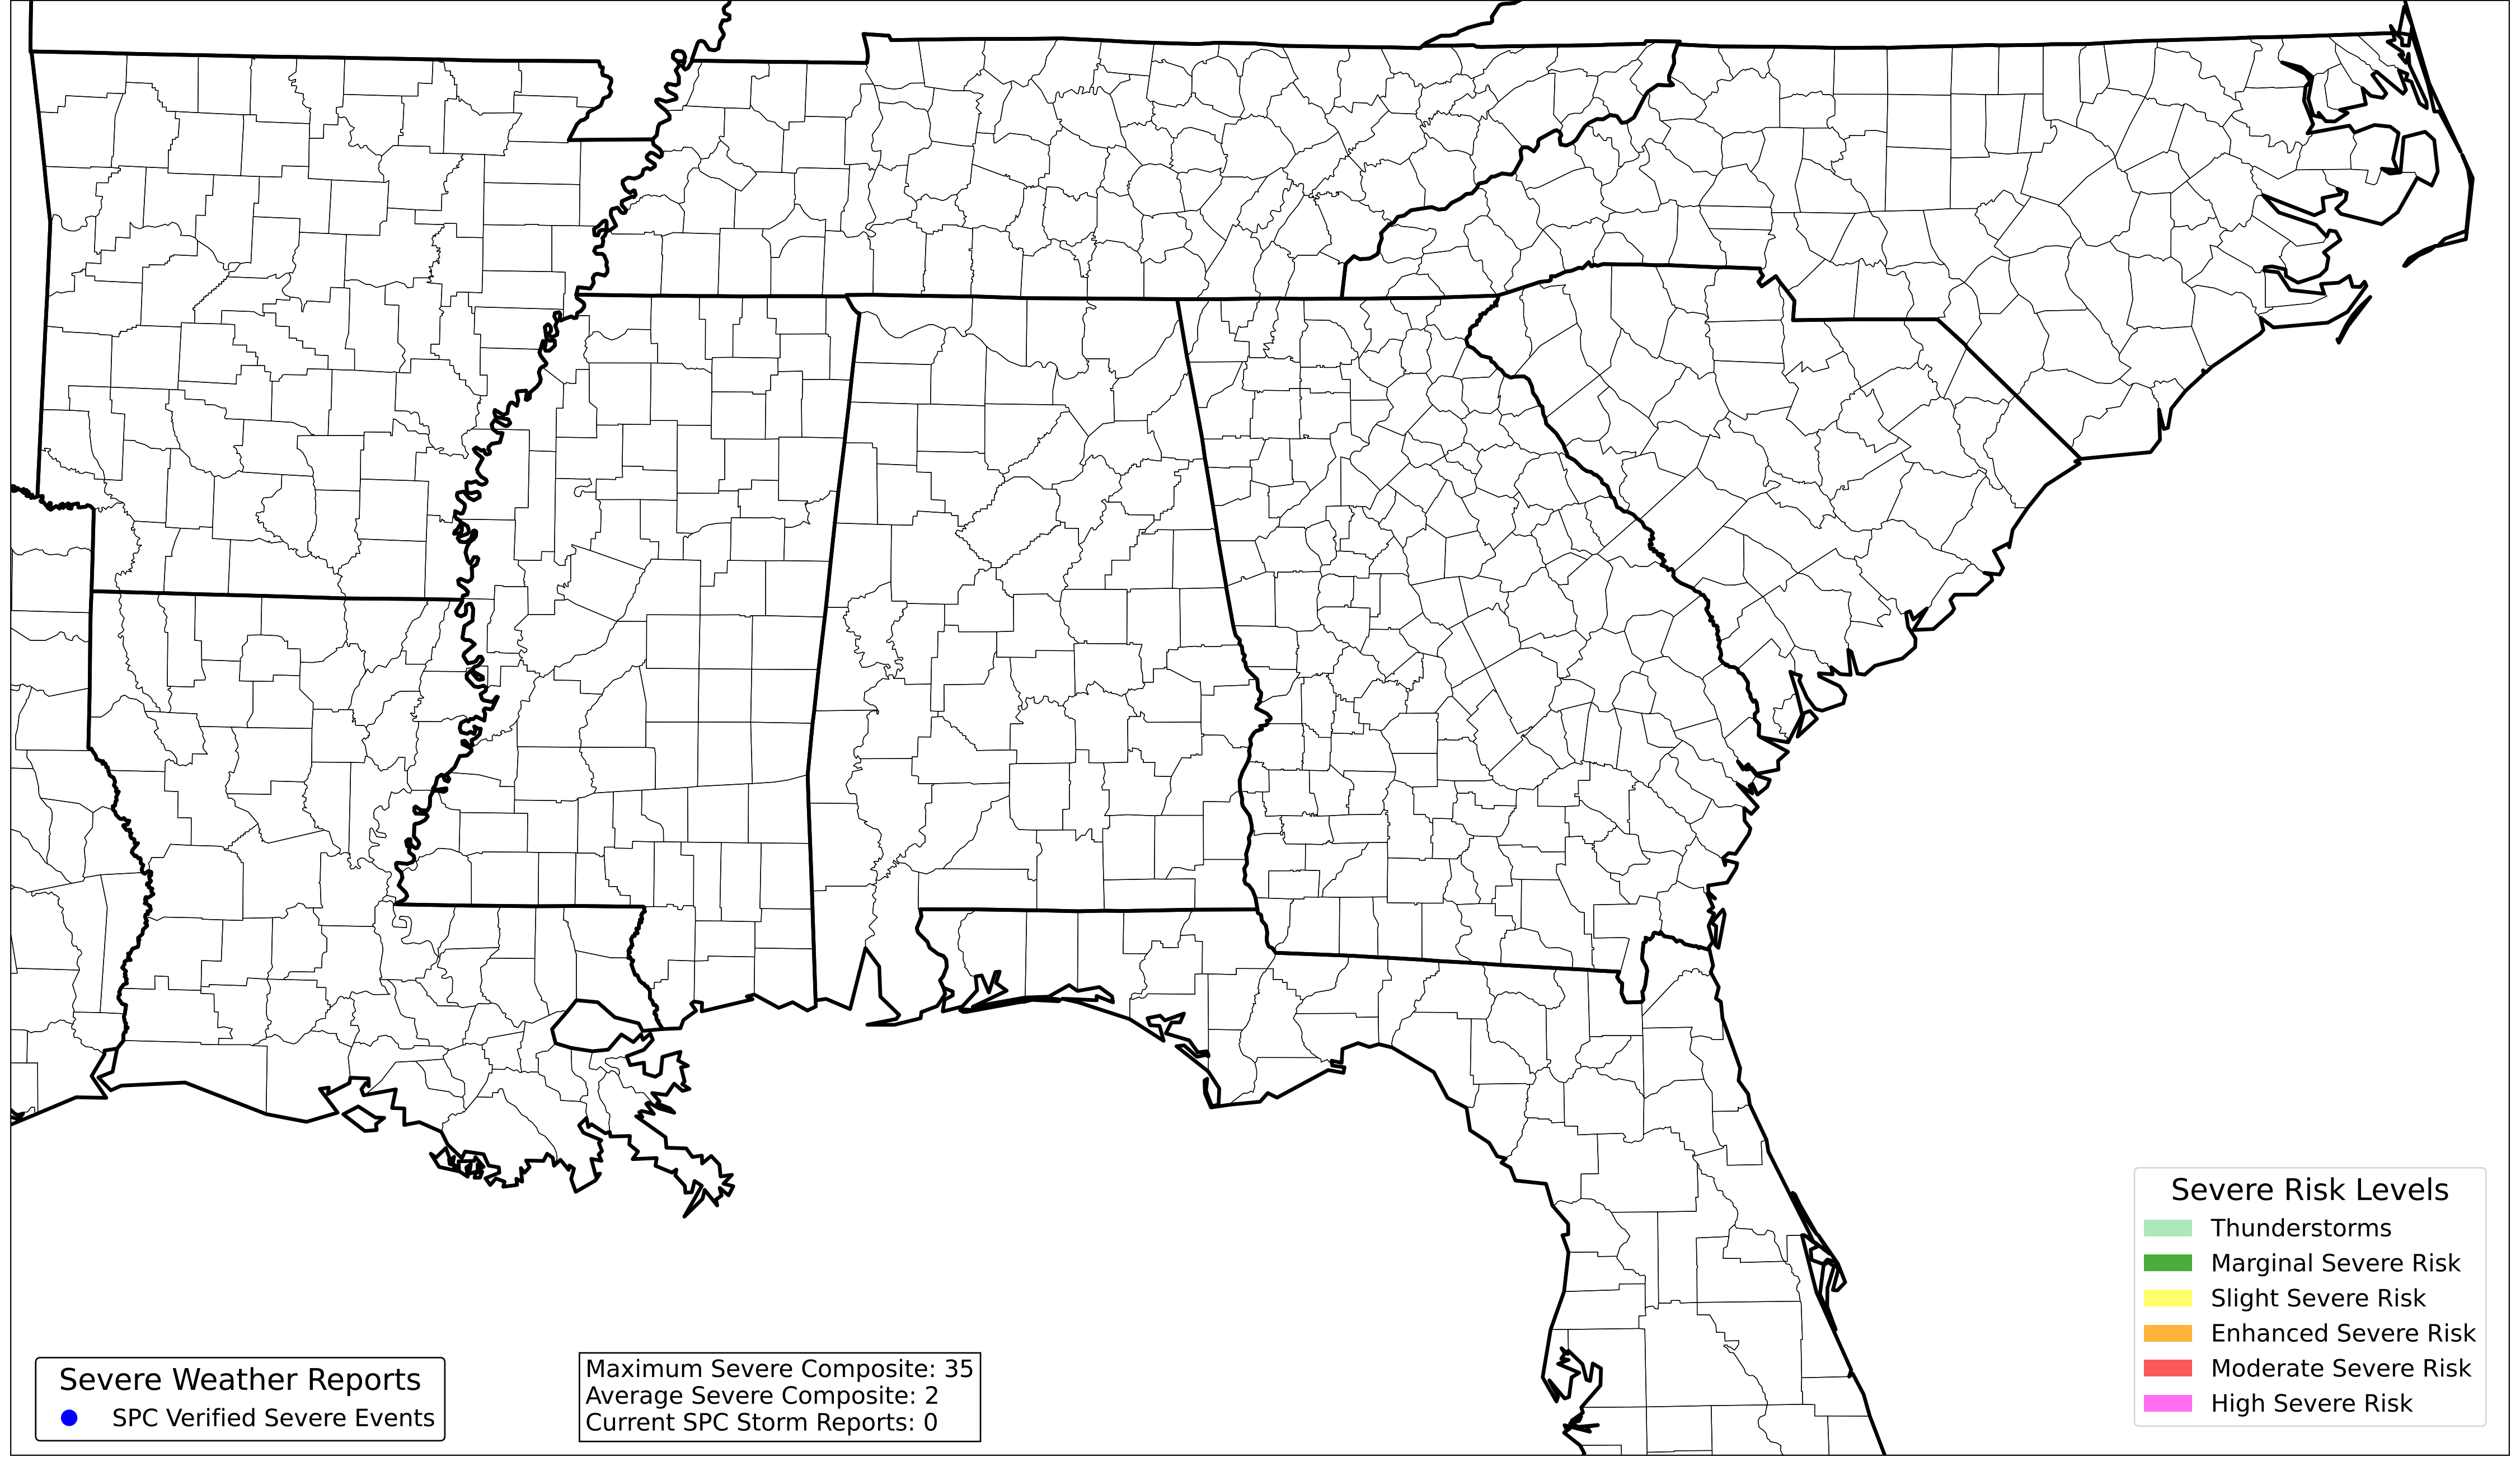 Severe Risk Levels
Thunderstorms
Marginal Severe Risk
Slight Severe Risk
Enhanced Severe Risk
Moderate Severe Risk
High Severe Risk
Severe Weather Reports
SPC Verified Severe Events
Maximum Severe Composite: 35
Average Severe Composite: 2
Current SPC Storm Reports: 0